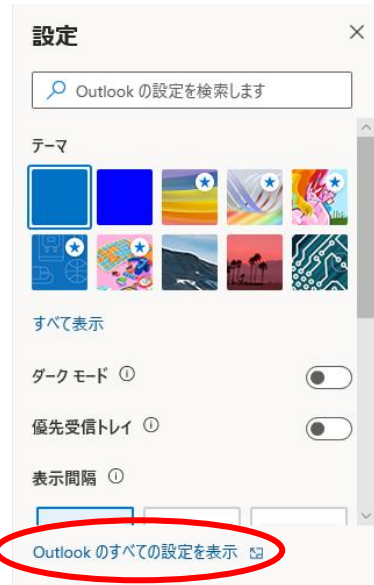 設定
Outlook の設定を検索します
テーマ
すべて表示
ダーク モード
優先受信トレイ
表示間隔
Outlook のすべての設定を表示